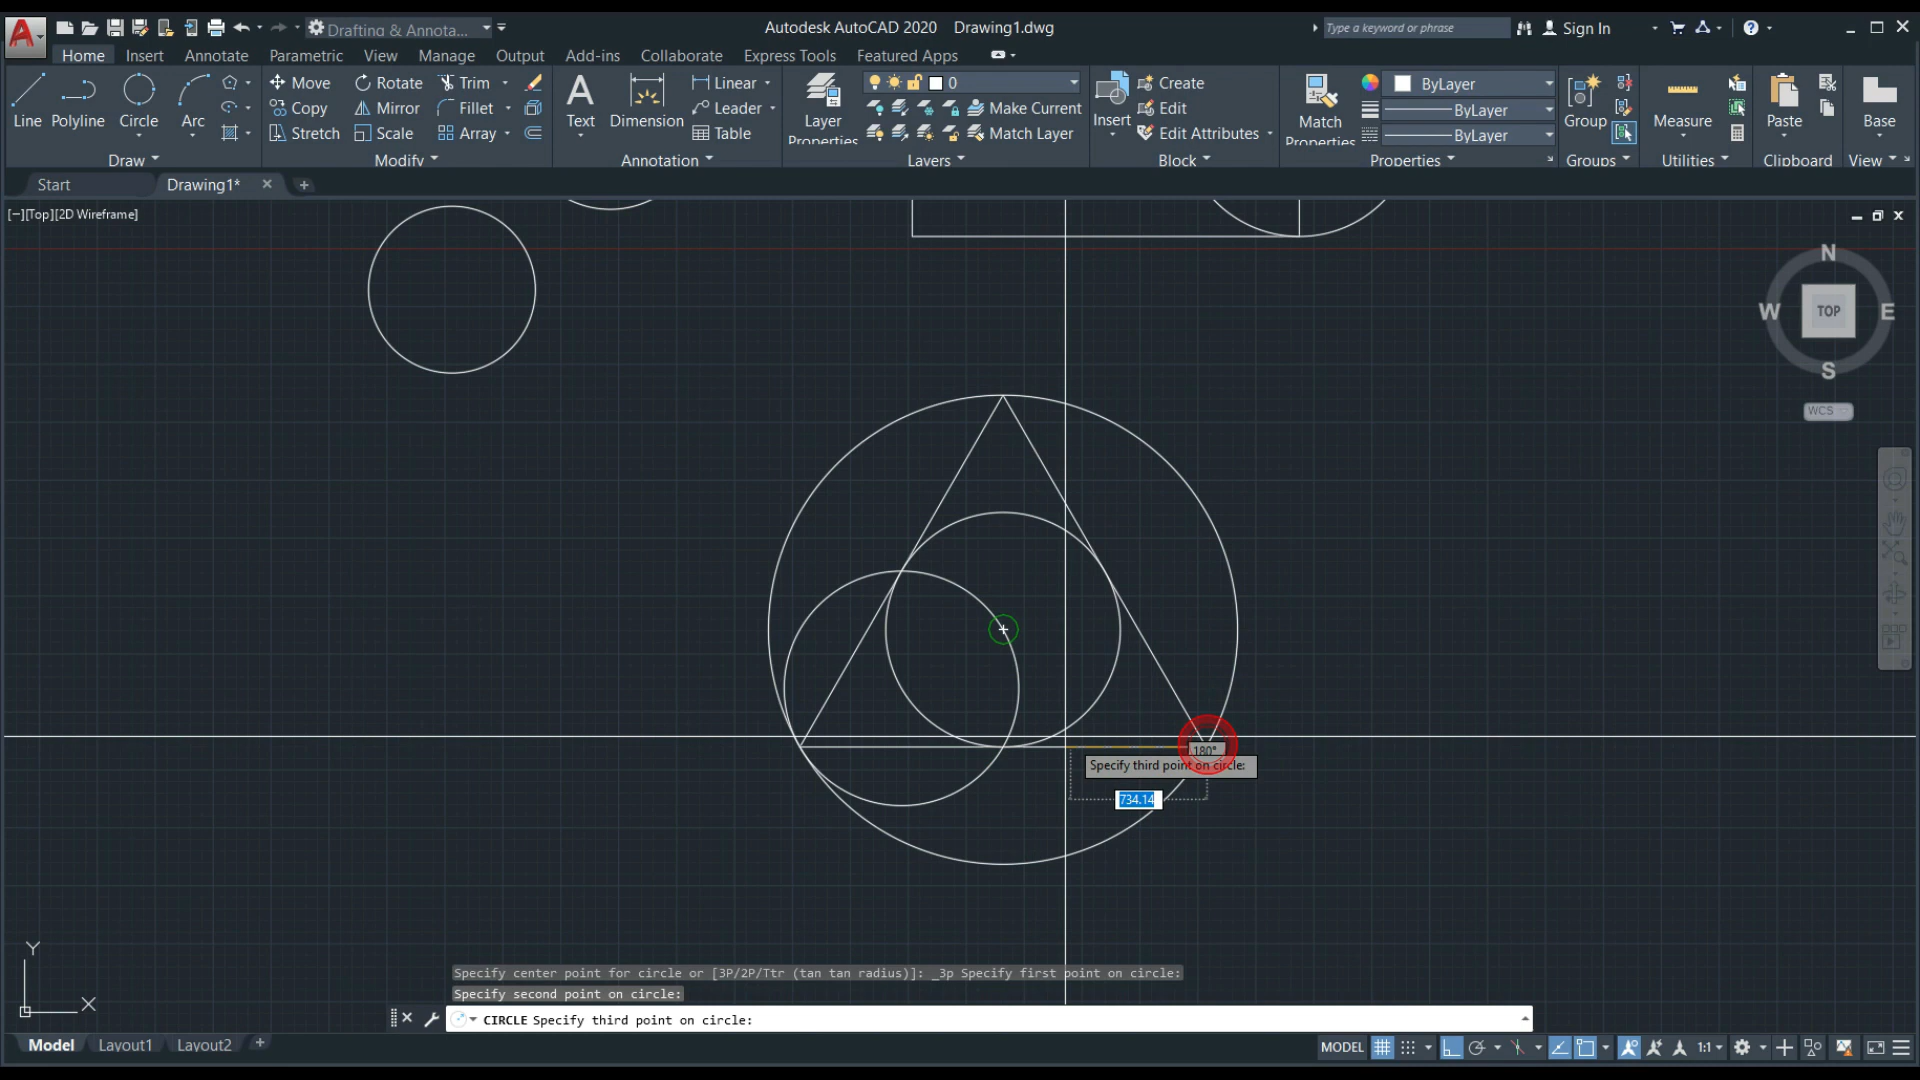 A
Drafting & Annota...
Autodesk AutoCAD 2020 Drawing1.dwg
Type a keyword or phrase
Sign In
Home Insert Annotate Parametric View Manage Output Add-ins Collaborate Express Tools Featured Apps
Line Polyline Circle Arc
Move Rotate Trim
Copy Mirror Fillet
Stretch Scale Array
Text Dimension
Linear
Leader
Table
Layer
Properties
0
Make Current
Match Layer
Insert
Create
Edit
Edit Attributes
Match
Properties
ByLayer
ByLayer
ByLayer
Group
Measure
Paste
Base
Draw Modify Annotation Layers Block Properties Groups Utilities Clipboard View
Start Drawing1*
[−][Top][2D Wireframe]
N
W TOP E
S
WCS
180°
Specify third point on circle:
734.14
Y
X
Specify center point for circle or [3P/2P/Ttr (tan tan radius)]: _3p Specify first point on circle:
Specify second point on circle:
CIRCLE Specify third point on circle:
Model Layout1 Layout2
MODEL
1:1